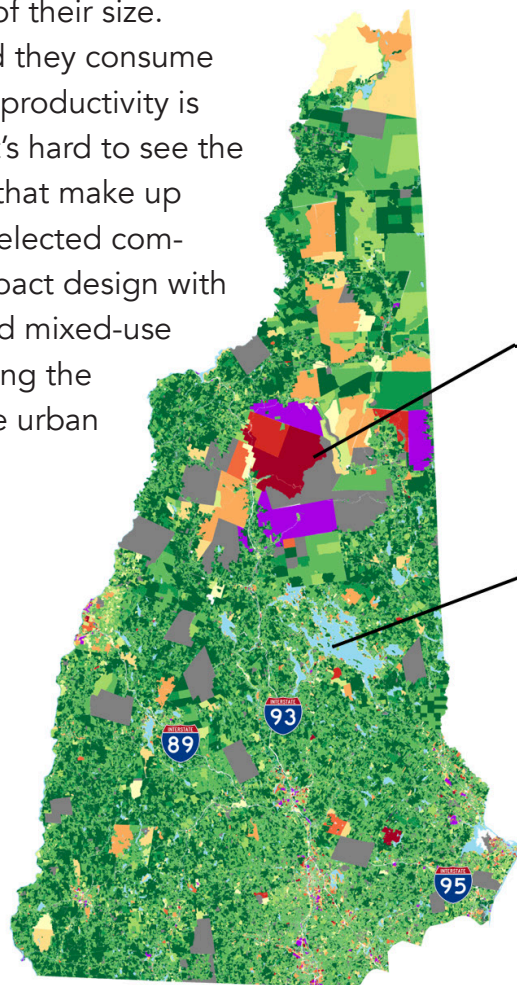 of their size.
d they consume
productivity is
t’s hard to see the
that make up
elected com-
pact design with
d mixed-use
ing the
e urban
INTERSTATE
93
INTERSTATE
89
INTERSTATE
95